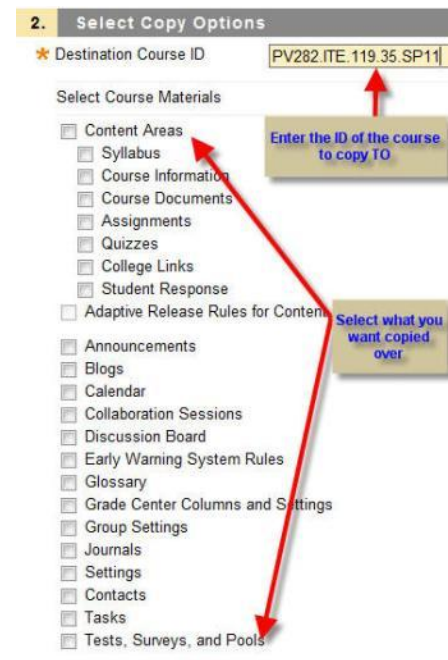 2. Select Copy Options
* Destination Course ID PV282.ITE.119.35.SP11
Enter the ID of the course
to copy TO
Select Course Materials
Content Areas
Syllabus
Course Information
Course Documents
Assignments
Quizzes
College Links
Student Response
Adaptive Release Rules for Content
Select what you
want copied
over
Announcements
Blogs
Calendar
Collaboration Sessions
Discussion Board
Early Warning System Rules
Glossary
Grade Center Columns and Settings
Group Settings
Journals
Settings
Contacts
Tasks
Tests, Surveys, and Pools